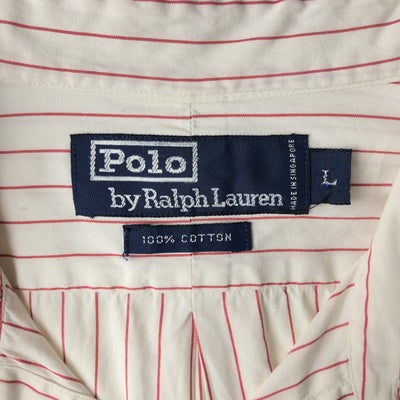 Polo
by Ralph Lauren
MADE IN SINGAPORE
L
100% COTTON